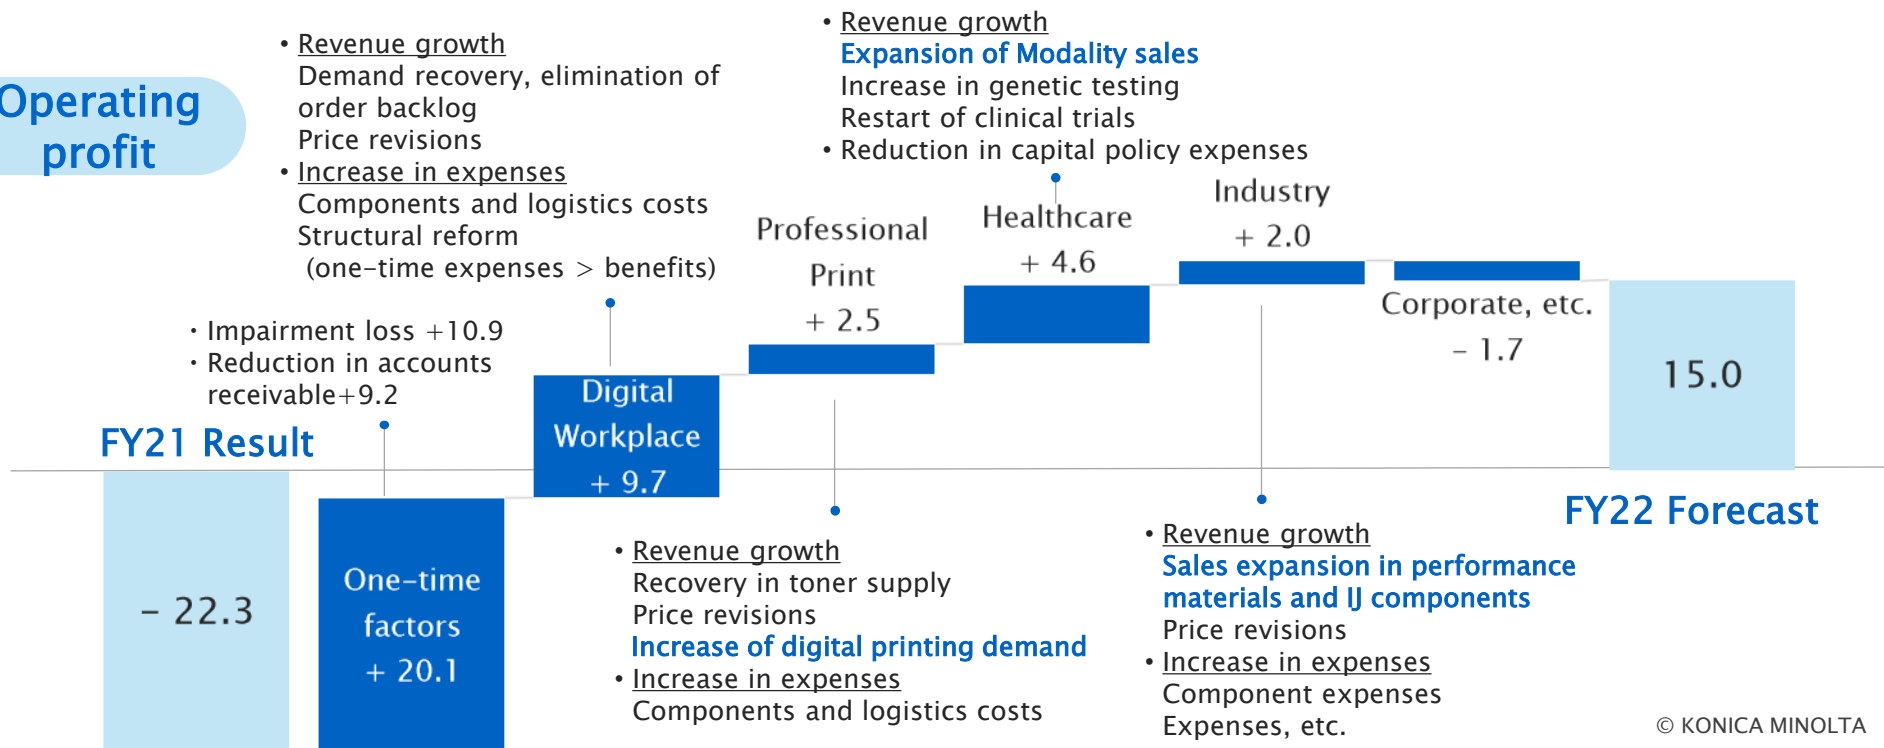 Operating
profit
• Revenue growth
Demand recovery, elimination of
order backlog
Price revisions
• Increase in expenses
Components and logistics costs
Structural reform
(one-time expenses > benefits)
• Revenue growth
Expansion of Modality sales
Increase in genetic testing
Restart of clinical trials
• Reduction in capital policy expenses
・Impairment loss +10.9
・Reduction in accounts
receivable+9.2
FY21 Result
- 22.3
One-time
factors
+ 20.1
Digital
Workplace
+ 9.7
Professional
Print
+ 2.5
Healthcare
+ 4.6
Industry
+ 2.0
Corporate, etc.
- 1.7
15.0
FY22 Forecast
• Revenue growth
Recovery in toner supply
Price revisions
Increase of digital printing demand
• Increase in expenses
Components and logistics costs
• Revenue growth
Sales expansion in performance
materials and IJ components
Price revisions
• Increase in expenses
Component expenses
Expenses, etc.
© KONICA MINOLTA